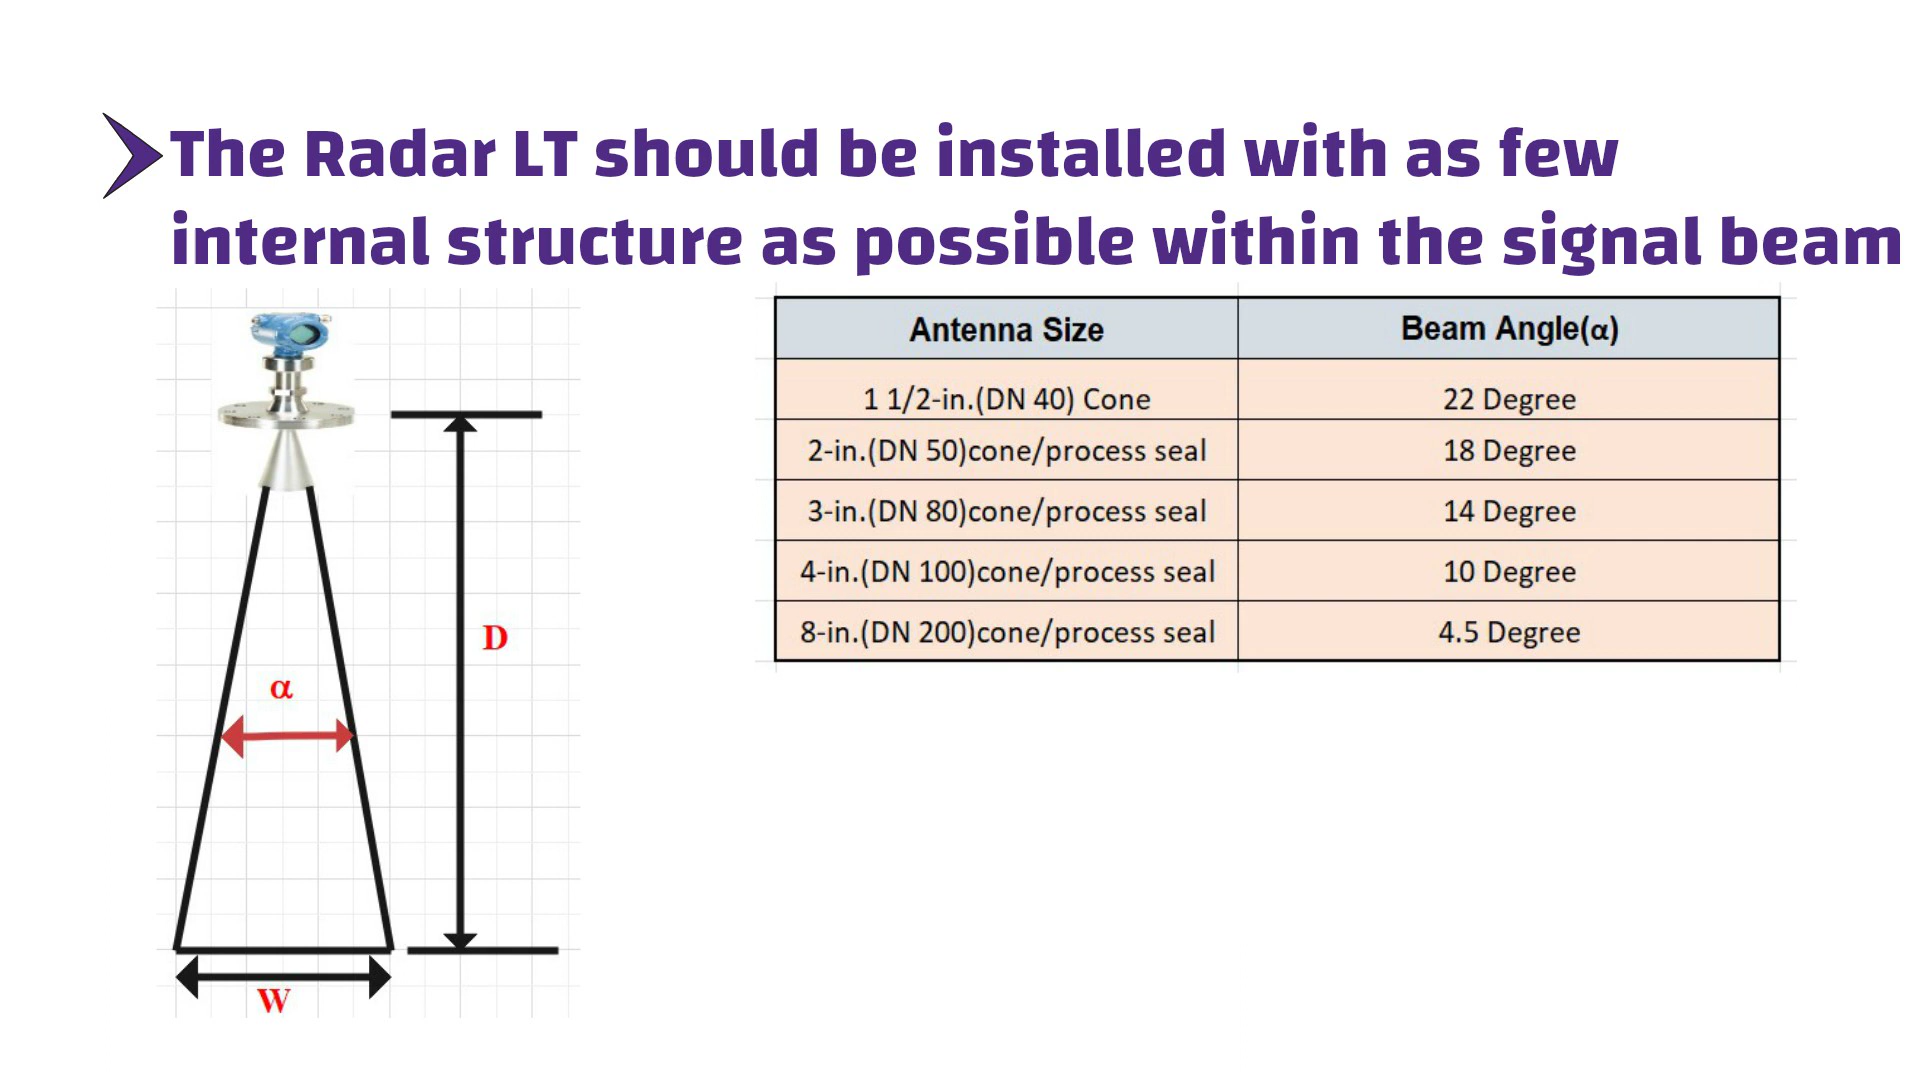 The Radar LT should be installed with as few
internal structure as possible within the signal beam
Antenna Size Beam Angle(α)
1 1/2-in.(DN 40) Cone 22 Degree
2-in.(DN 50)cone/process seal 18 Degree
3-in.(DN 80)cone/process seal 14 Degree
4-in.(DN 100)cone/process seal 10 Degree
8-in.(DN 200)cone/process seal 4.5 Degree
D
α
W